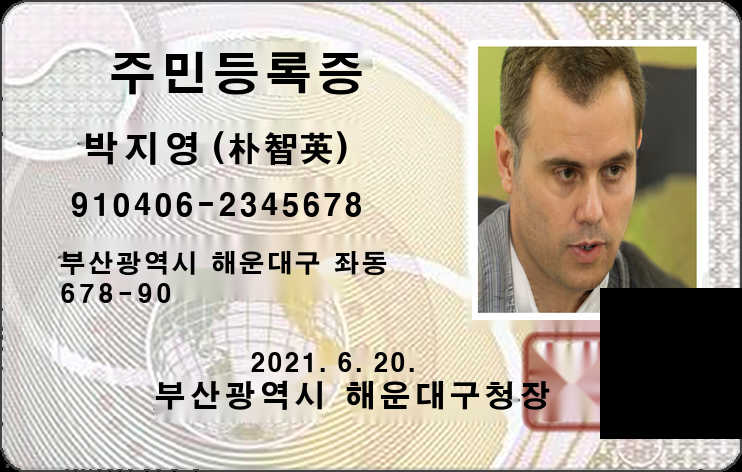 주민등록증
박지영(朴智英)
910406-2345678
부산광역시 해운대구 좌동
678-90
2021. 6. 20.
부산광역시 해운대구청장